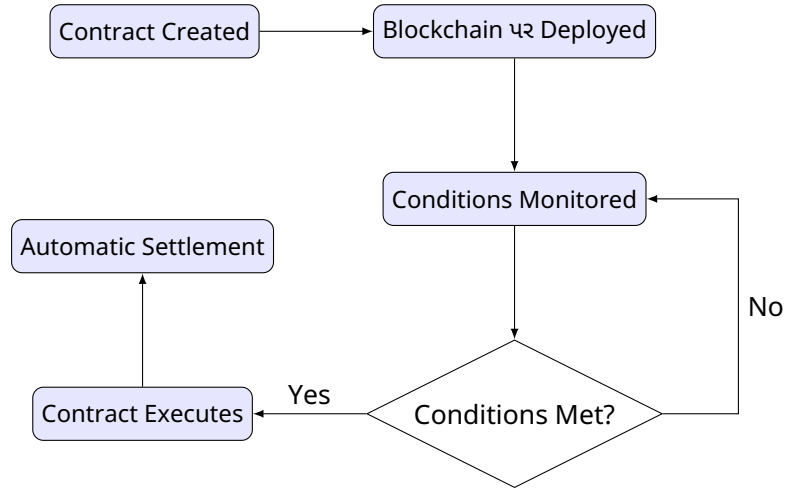 Contract Created
Blockchain પર Deployed
Conditions Monitored
Automatic Settlement
No
Yes
Contract Executes
Conditions Met?